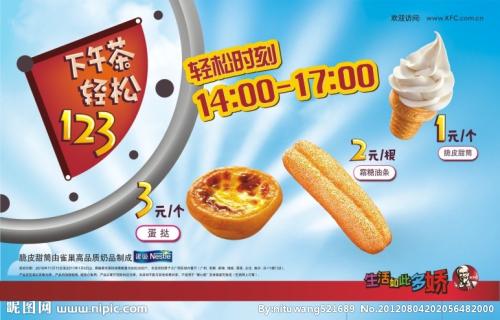 欢迎访问: www.KFC.com.cn
下午茶
轻松
123
轻松时刻
14:00-17:00
1元/个
脆皮甜筒
2元/根
霜糖油条
3元/个
蛋挞
脆皮甜筒由雀巢高品质奶品制成 Nestle
生活如此多娇
KFC
昵图网
www.nipic.com
By:nituwang521689
No.20120804202056482000